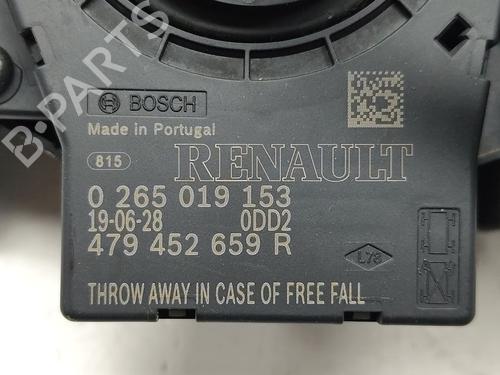 BOSCH
Made in Portugal
815 RENAULT
0 265 019 153
19-06-28 0DD2
479 452 659 R
L78
THROW AWAY IN CASE OF FREE FALL
B-PARTS